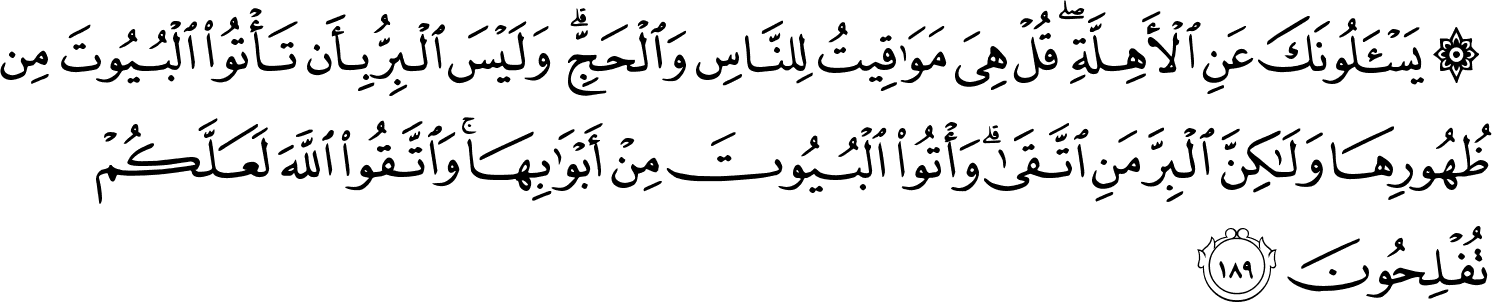 ۞ يَسْـَٔلُونَكَ عَنِ ٱلْأَهِلَّةِ ۖ قُلْ هِىَ مَوَٰقِيتُ لِلنَّاسِ وَٱلْحَجِّ ۗ وَلَيْسَ ٱلْبِرُّ بِأَن تَأْتُوا۟ ٱلْبُيُوتَ مِن
ظُهُورِهَا وَلَـٰكِنَّ ٱلْبِرَّ مَنِ ٱتَّقَىٰ ۗ وَأْتُوا۟ ٱلْبُيُوتَ مِنْ أَبْوَٰبِهَا ۚ وَٱتَّقُوا۟ ٱللَّهَ لَعَلَّكُمْ
تُفْلِحُونَ ١٨٩